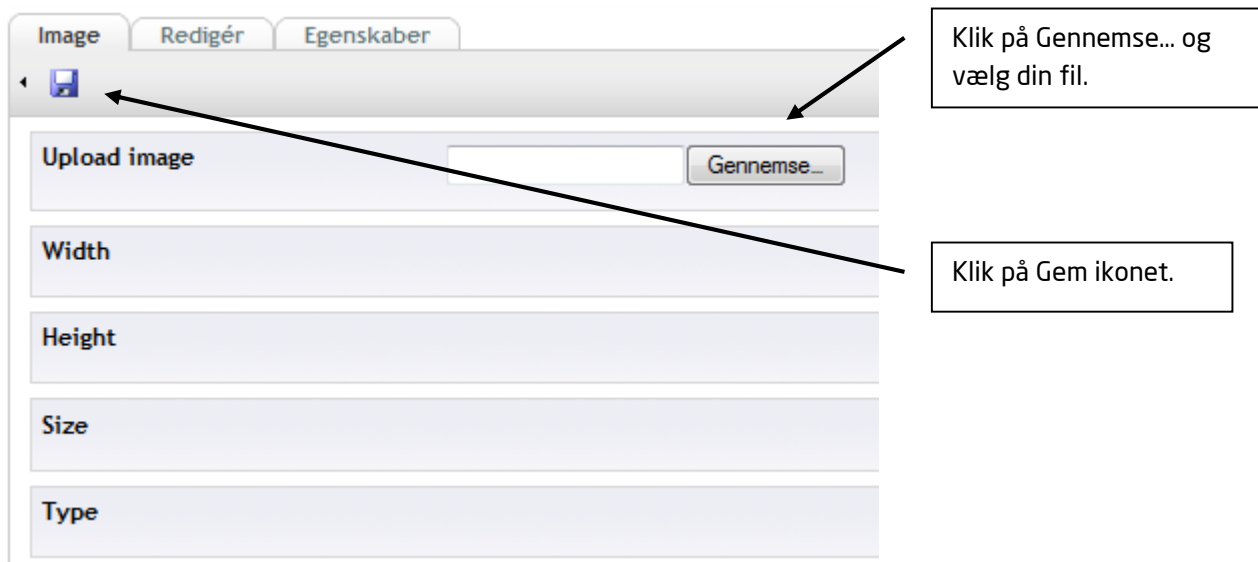 Image Redigér Egenskaber
Klik på Gennemse... og
vælg din fil.
Upload image Gennemse...
Width
Klik på Gem ikonet.
Height
Size
Type